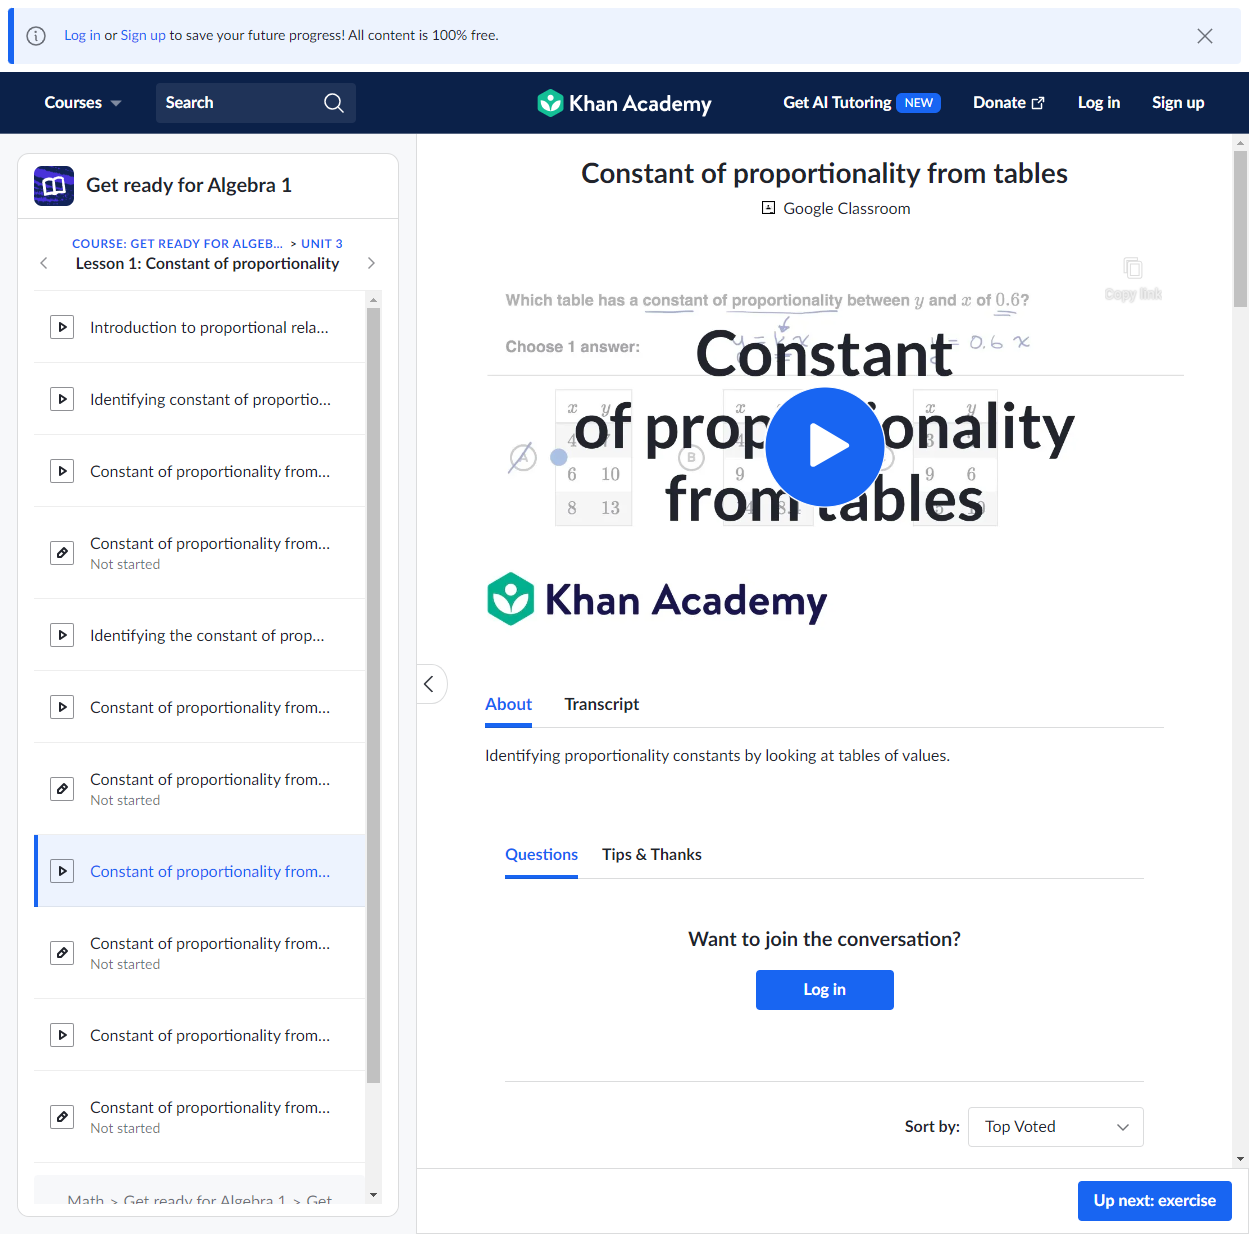 Log in or Sign up to save your future progress! All content is 100% free.
Courses
Search
Khan Academy
Get AI Tutoring NEW
Donate
Log in
Sign up
Get ready for Algebra 1
COURSE: GET READY FOR ALGEB... > UNIT 3
Lesson 1: Constant of proportionality
Introduction to proportional rela...
Identifying constant of proportio...
Constant of proportionality from...
Constant of proportionality from...
Not started
Identifying the constant of prop...
Constant of proportionality from...
Constant of proportionality from...
Not started
Constant of proportionality from...
Constant of proportionality from...
Not started
Constant of proportionality from...
Constant of proportionality from...
Not started
Math > Get ready for Algebra 1 > Get
Constant of proportionality from tables
Google Classroom
Copy link
Which table has a constant of proportionality between y and x of 0.6?
Choose 1 answer:
y = kx
= 0.6 x
Constant
of proportionality
from tables
x y
4 7
6 10
8 13
A
B
x
4
9
x y
3
9 6
Khan Academy
About
Transcript
Identifying proportionality constants by looking at tables of values.
Questions
Tips & Thanks
Want to join the conversation?
Log in
Sort by:
Top Voted
Up next: exercise